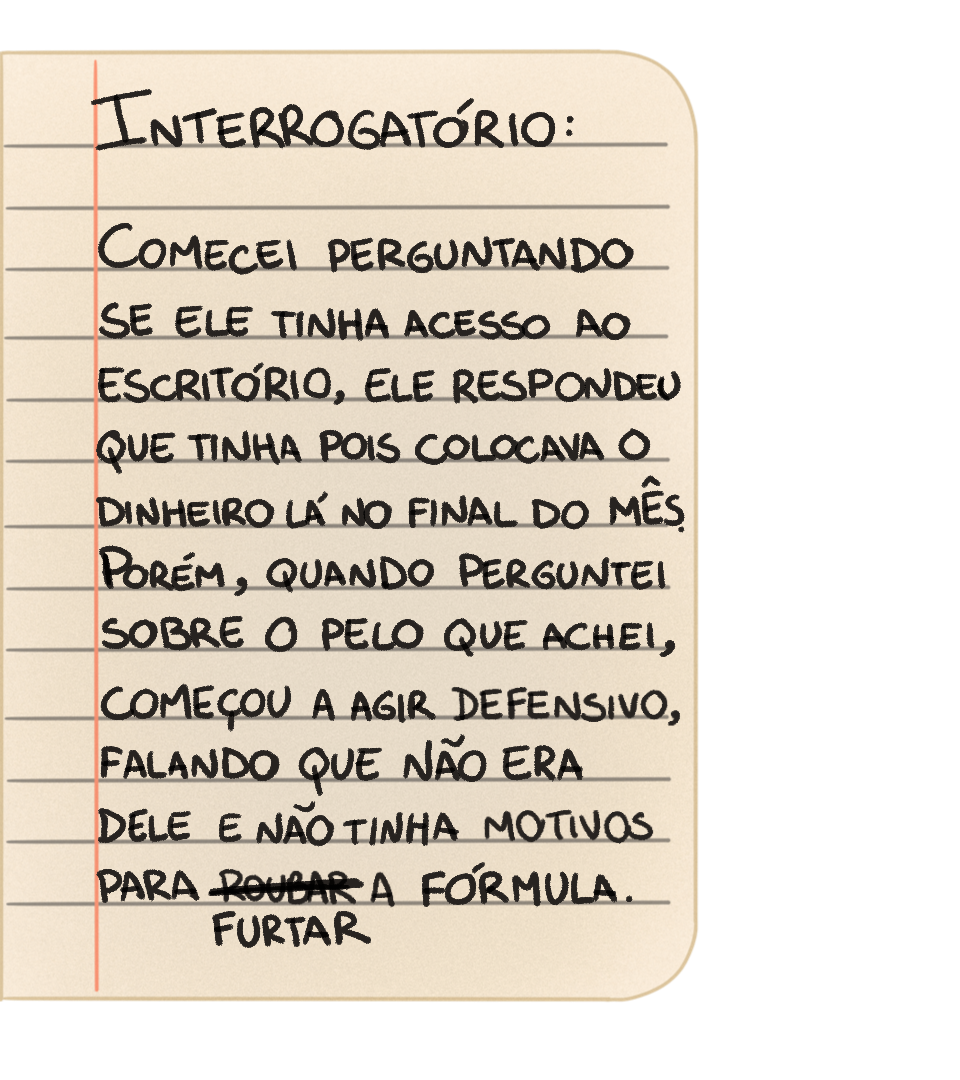 INTERROGATÓRIO:
COMECEI PERGUNTANDO
SE ELE TINHA ACESSO AO
ESCRITÓRIO, ELE RESPONDEU
QUE TINHA POIS COLOCAVA O
DINHEIRO LÁ NO FINAL DO MÊS.
PORÉM, QUANDO PERGUNTEI
SOBRE O PELO QUE ACHEI,
COMEÇOU A AGIR DEFENSIVO,
FALANDO QUE NÃO ERA
DELE E NÃO TINHA MOTIVOS
PARA ROUBAR A FÓRMULA.
FURTAR